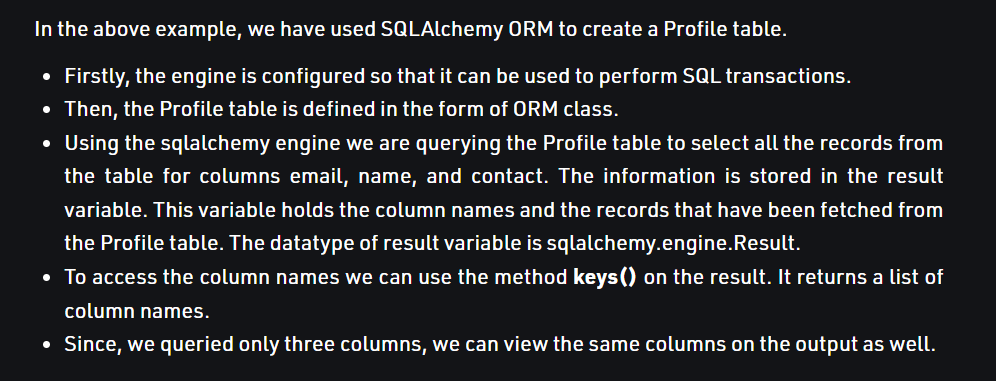 In the above example, we have used SQLAlchemy ORM to create a Profile table.
• Firstly, the engine is configured so that it can be used to perform SQL transactions.
• Then, the Profile table is defined in the form of ORM class.
• Using the sqlalchemy engine we are querying the Profile table to select all the records from
the table for columns email, name, and contact. The information is stored in the result
variable. This variable holds the column names and the records that have been fetched from
the Profile table. The datatype of result variable is sqlalchemy.engine.Result.
• To access the column names we can use the method keys() on the result. It returns a list of
column names.
• Since, we queried only three columns, we can view the same columns on the output as well.